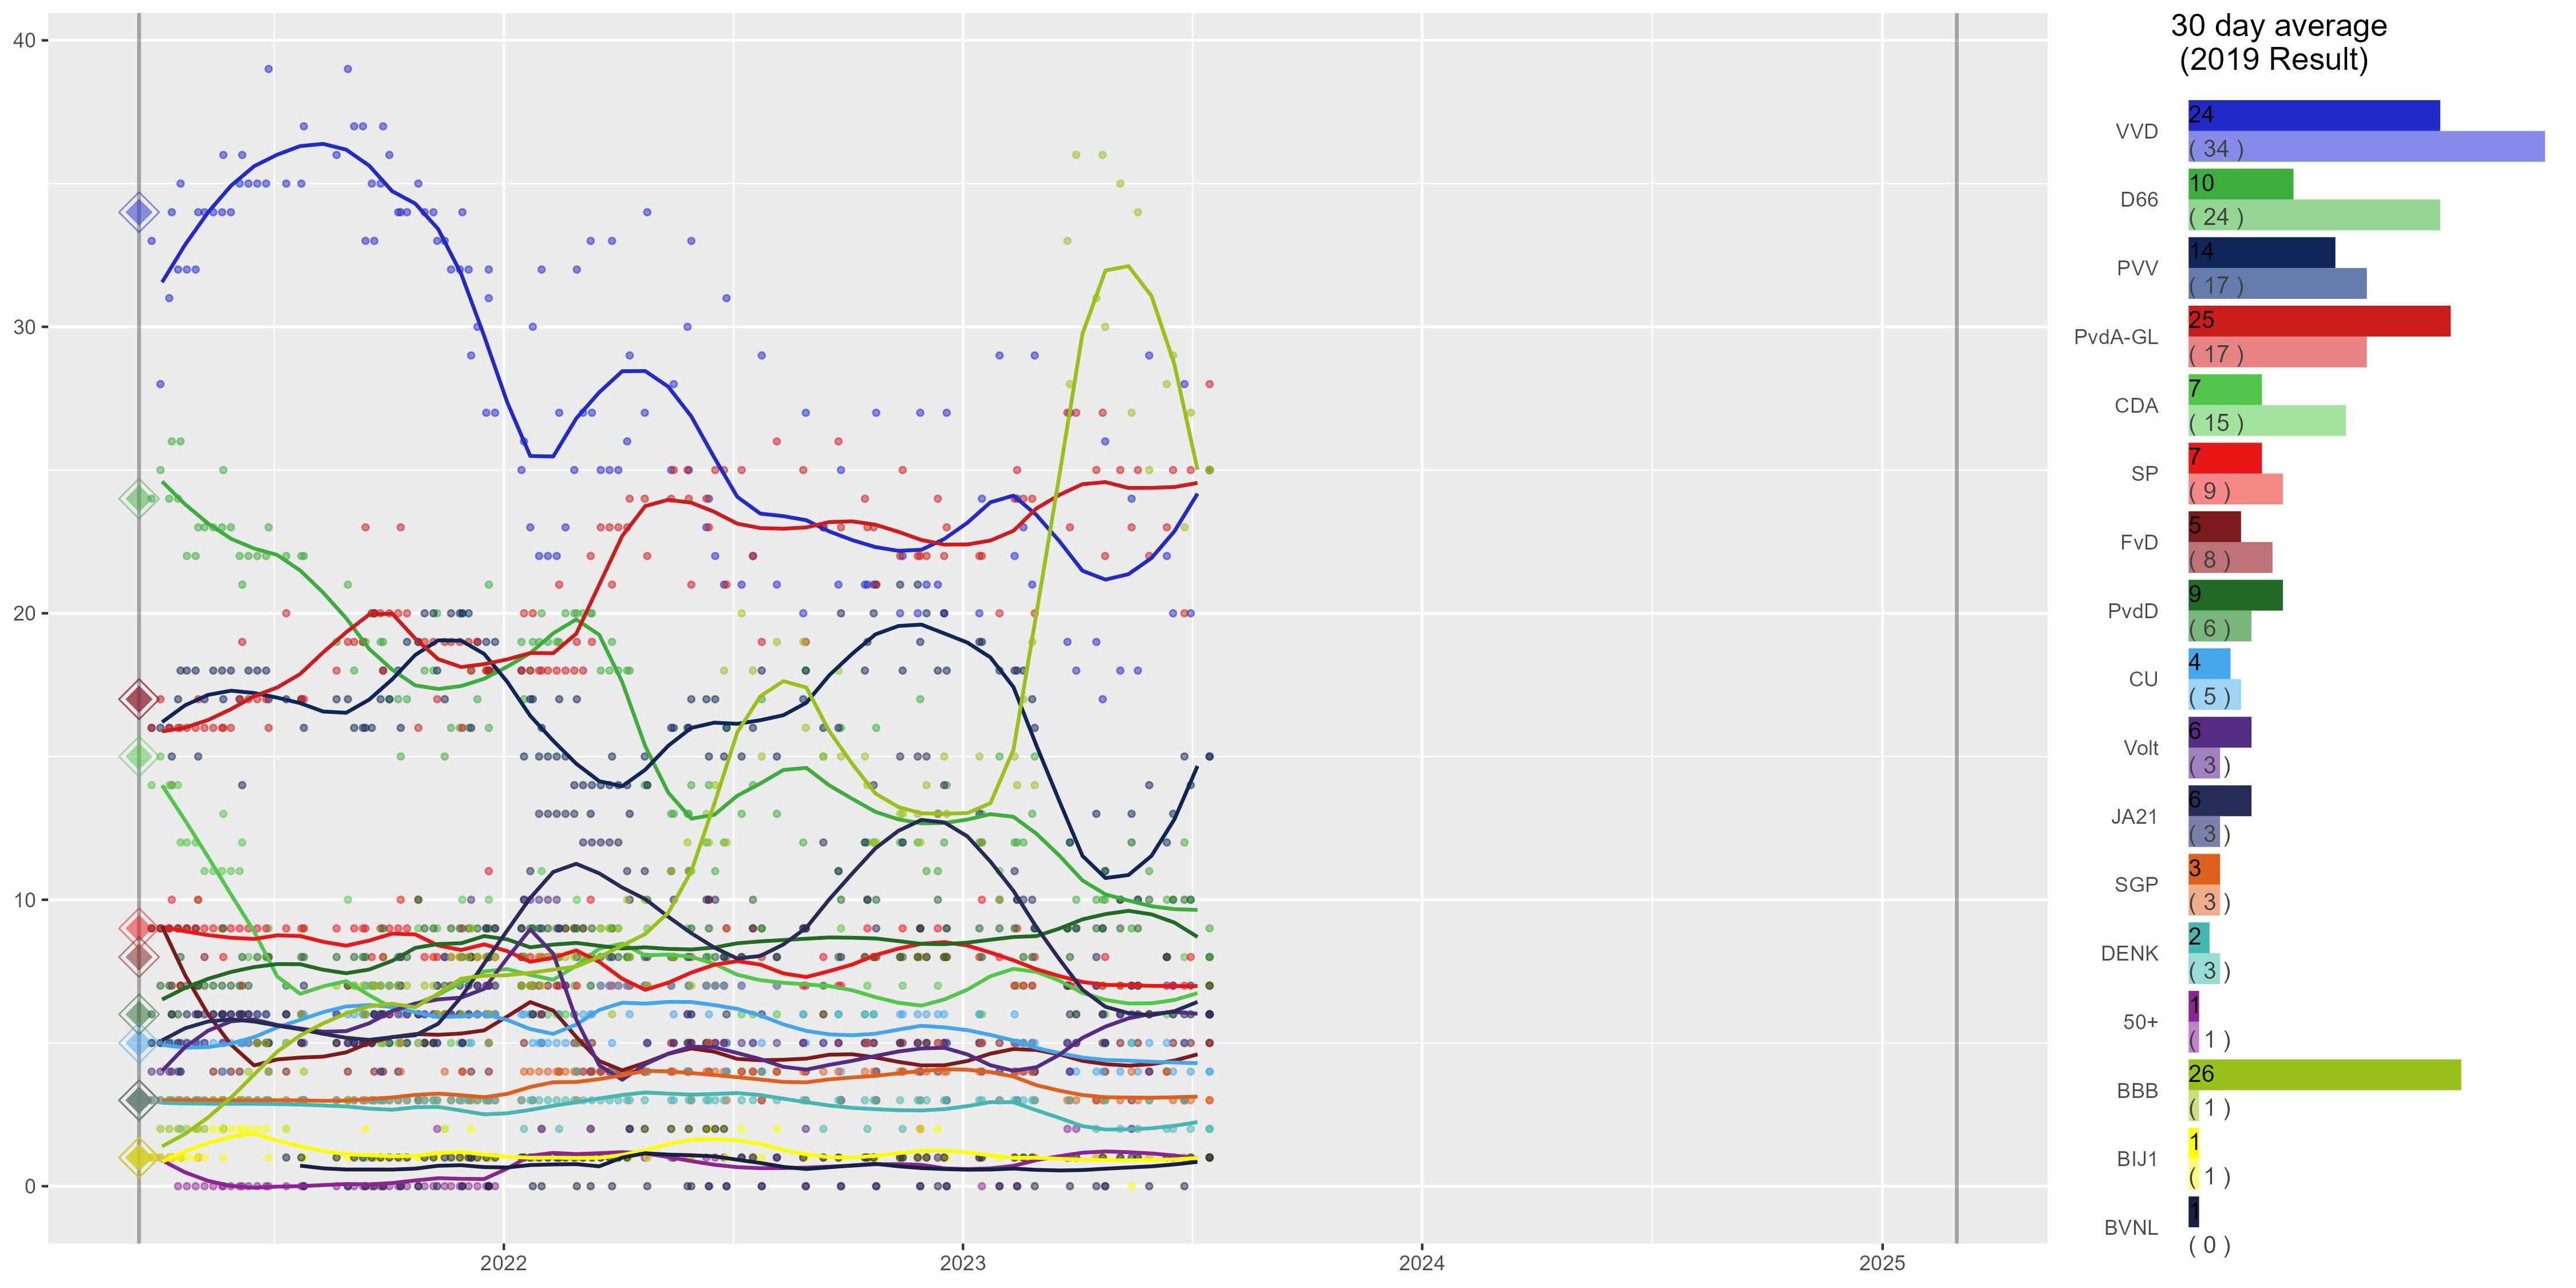 40
30
20
10
0
2022
2023
2024
2025
30 day average
(2019 Result)
VVD
24
( 34 )
D66
10
( 24 )
PVV
14
( 17 )
PvdA-GL
25
( 17 )
CDA
7
( 15 )
SP
7
( 9 )
FvD
5
( 8 )
PvdD
9
( 6 )
CU
4
( 5 )
Volt
6
( 3 )
JA21
6
( 3 )
SGP
3
( 3 )
DENK
2
( 3 )
50+
1
( 1 )
BBB
26
( 1 )
BIJ1
1
( 1 )
BVNL
1
( 0 )